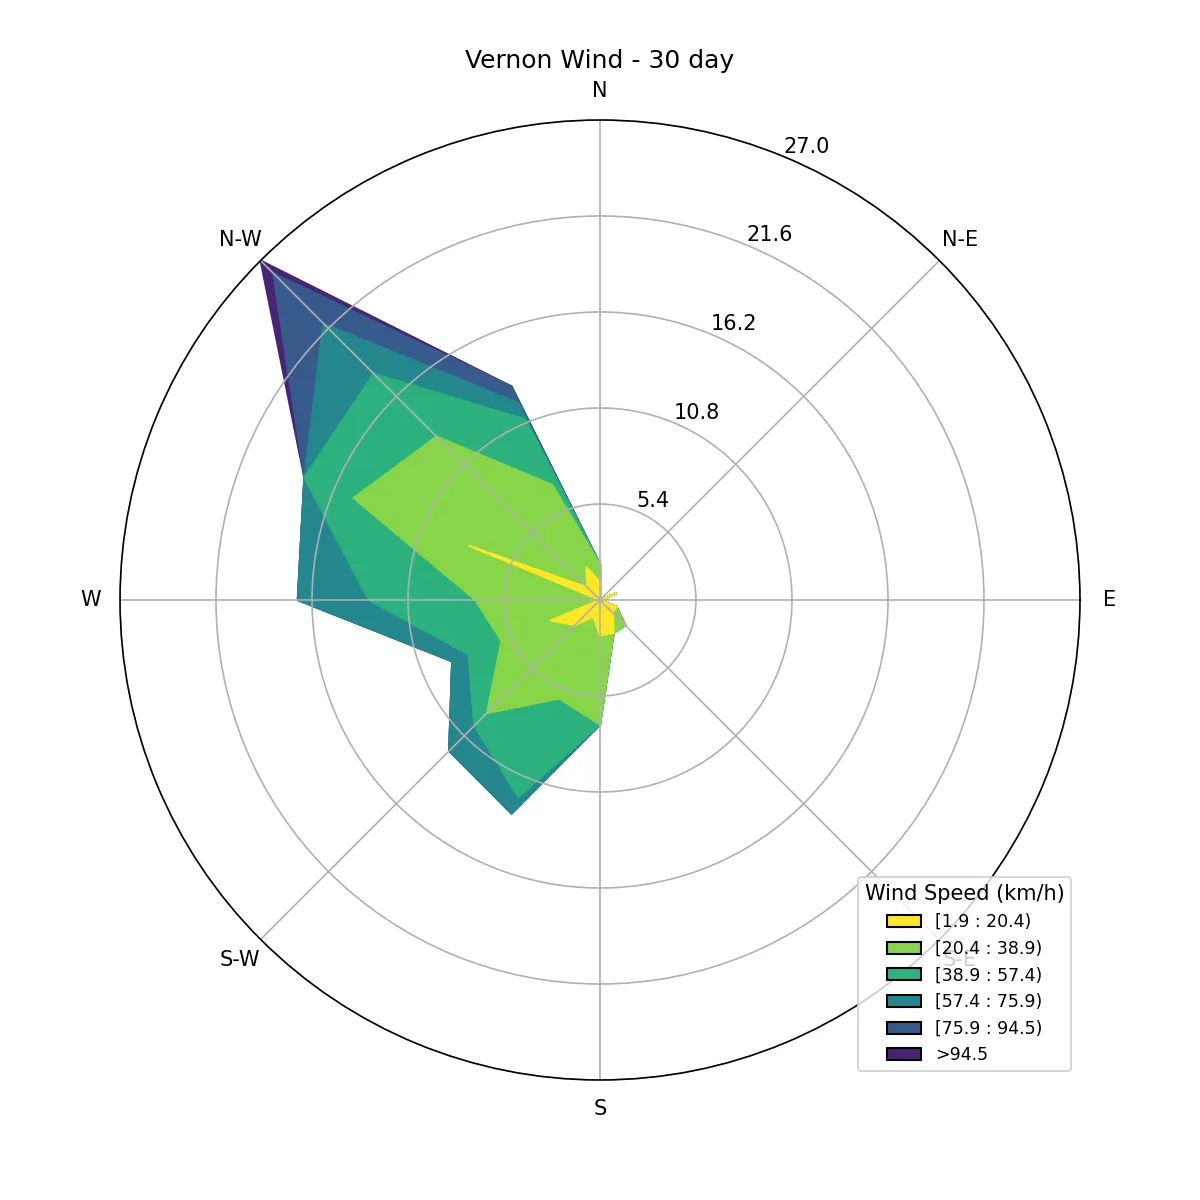 Vernon Wind - 30 day
N
27.0
N-W
21.6
N-E
16.2
10.8
5.4
W
E
Wind Speed (km/h)
[1.9 : 20.4)
[20.4 : 38.9)
S-W
S-E
[38.9 : 57.4)
[57.4 : 75.9)
[75.9 : 94.5)
>94.5
S